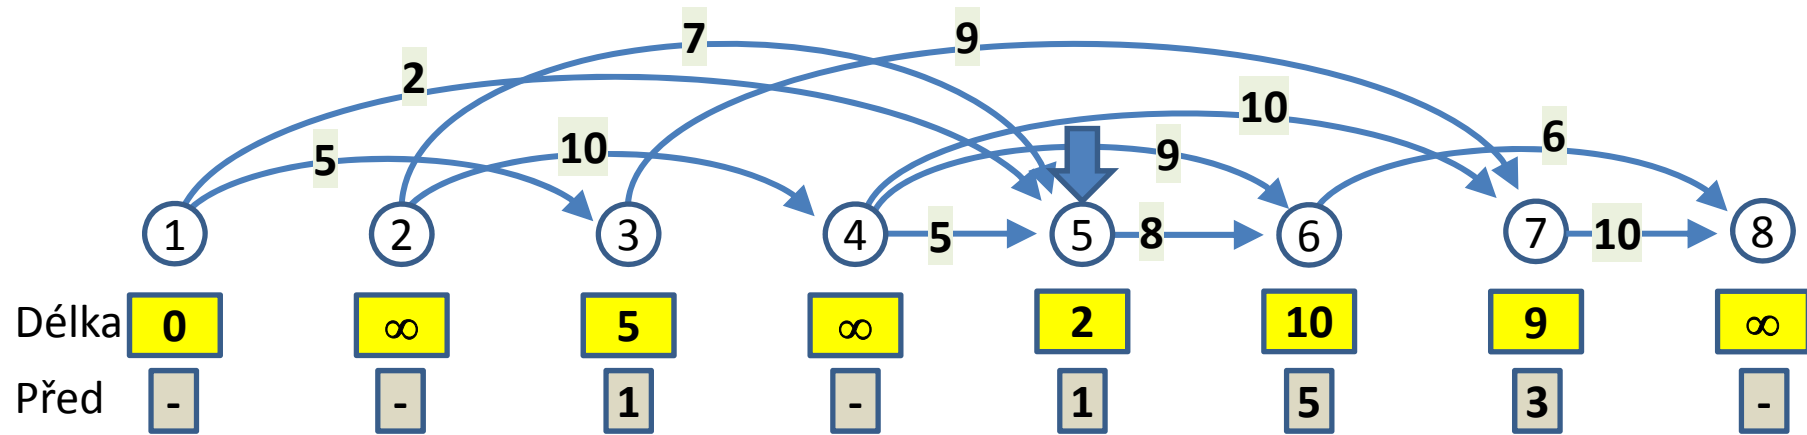 7 9
2 10 6
5 10 9
1 2 3 4 5 8 5 6 7 10 8
Délka 0 ∞ 5 ∞ 2 10 9 ∞
Před - - 1 - 1 5 3 -